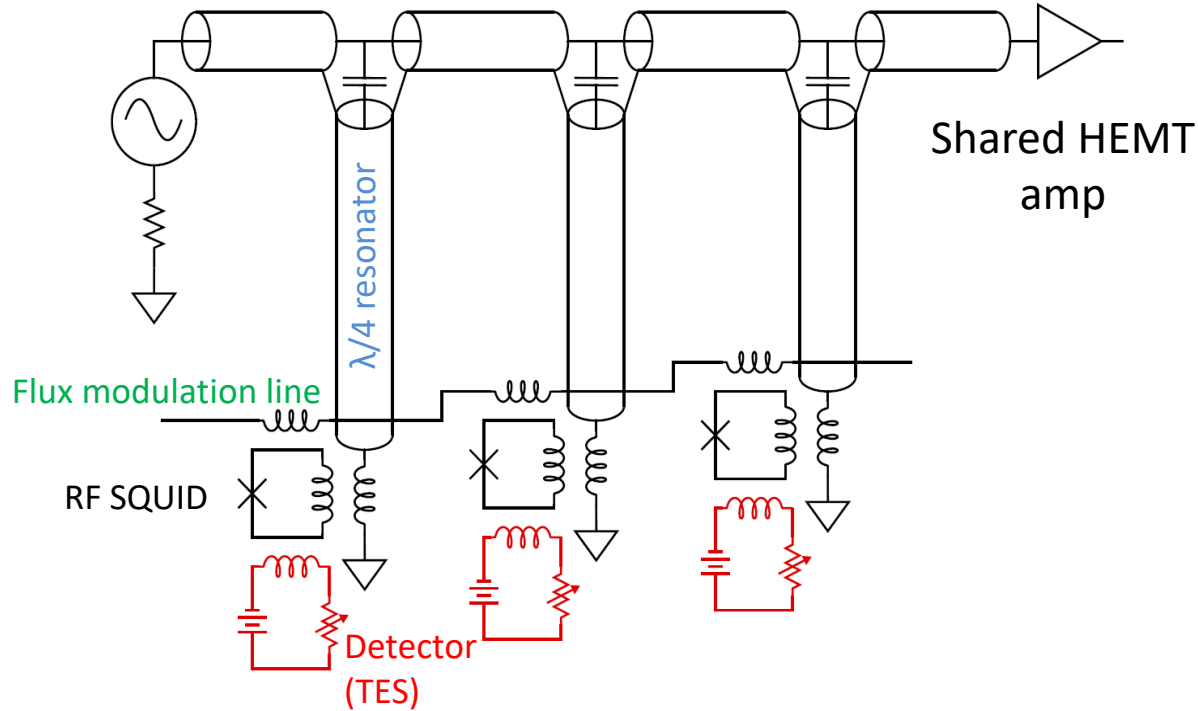 Shared HEMT
amp
λ/4 resonator
Flux modulation line
RF SQUID
Detector
(TES)